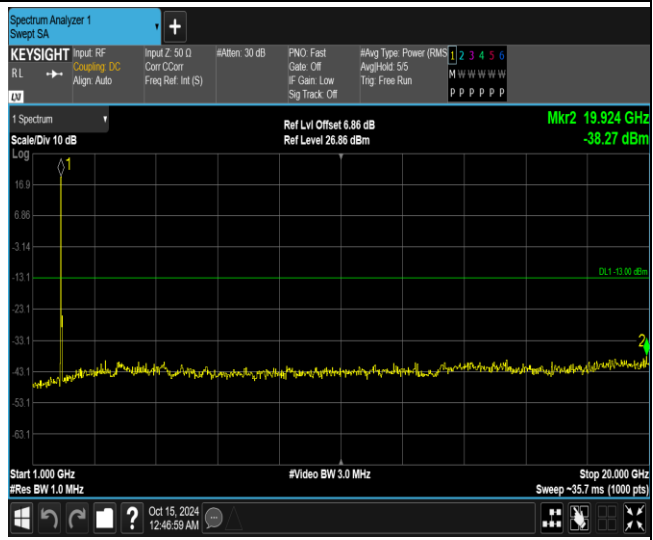 Spectrum Analyzer 1
Swept SA
+
KEYSIGHT
RL
Input: RF
Coupling: DC
Align: Auto
Input Z: 50 Ω
Corr CCorr
Freq Ref: Int (S)
#Atten: 30 dB
PNO: Fast
Gate: Off
IF Gain: Low
Sig Track: Off
#Avg Type: Power (RMS
Avg|Hold: 5/5
Trig: Free Run
1 2 3 4 5 6
M W W W W W
P P P P P P
1 Spectrum
Scale/Div 10 dB
Log
Ref Lvl Offset 6.86 dB
Ref Level 26.86 dBm
Mkr2 19.924 GHz
-38.27 dBm
1
16.9
6.86
-3.14
-13.1
DL1 -13.00 dBm
-23.1
-33.1
2
-43.1
-53.1
-63.1
Start 1.000 GHz
#Res BW 1.0 MHz
#Video BW 3.0 MHz
Stop 20.000 GHz
Sweep ~35.7 ms (1000 pts)
?
Oct 15, 2024
12:46:59 AM